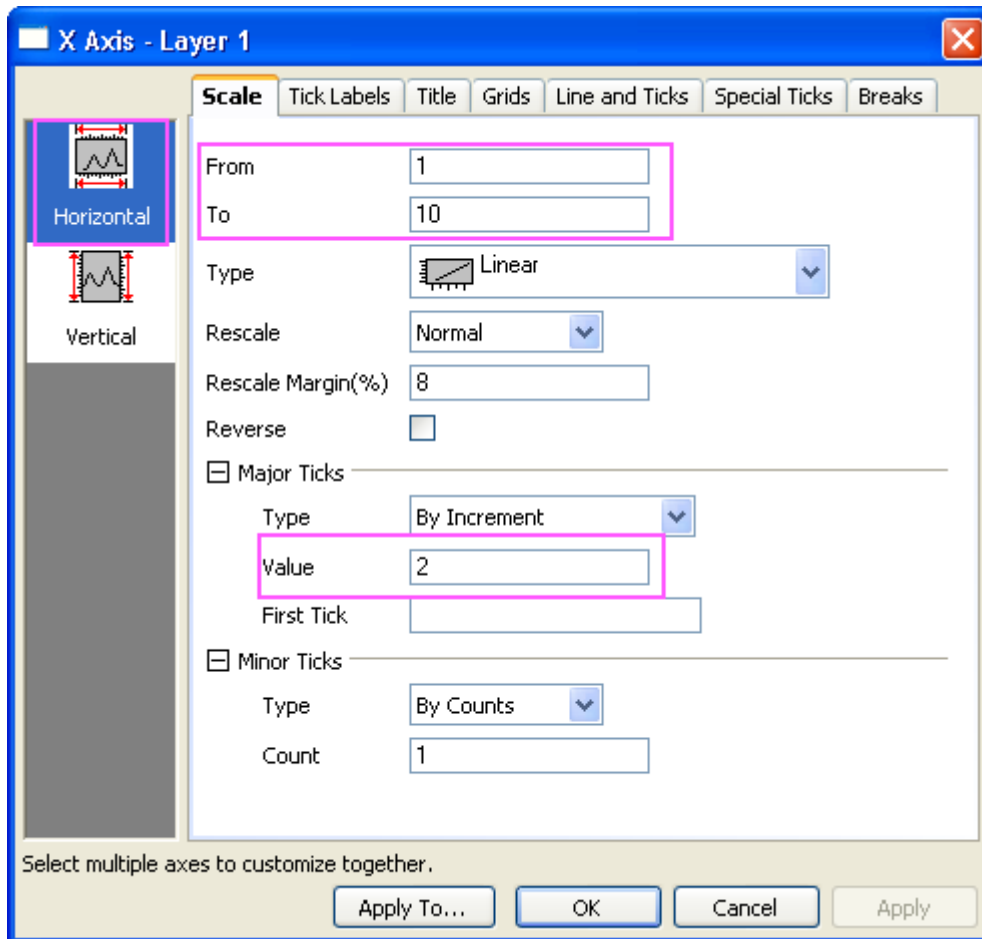 X Axis - Layer 1
Scale Tick Labels Title Grids Line and Ticks Special Ticks Breaks
Horizontal
Vertical
From 1
To 10
Type Linear
Rescale Normal
Rescale Margin(%) 8
Reverse
Major Ticks
Type By Increment
Value 2
First Tick
Minor Ticks
Type By Counts
Count 1
Select multiple axes to customize together.
Apply To... OK Cancel Apply